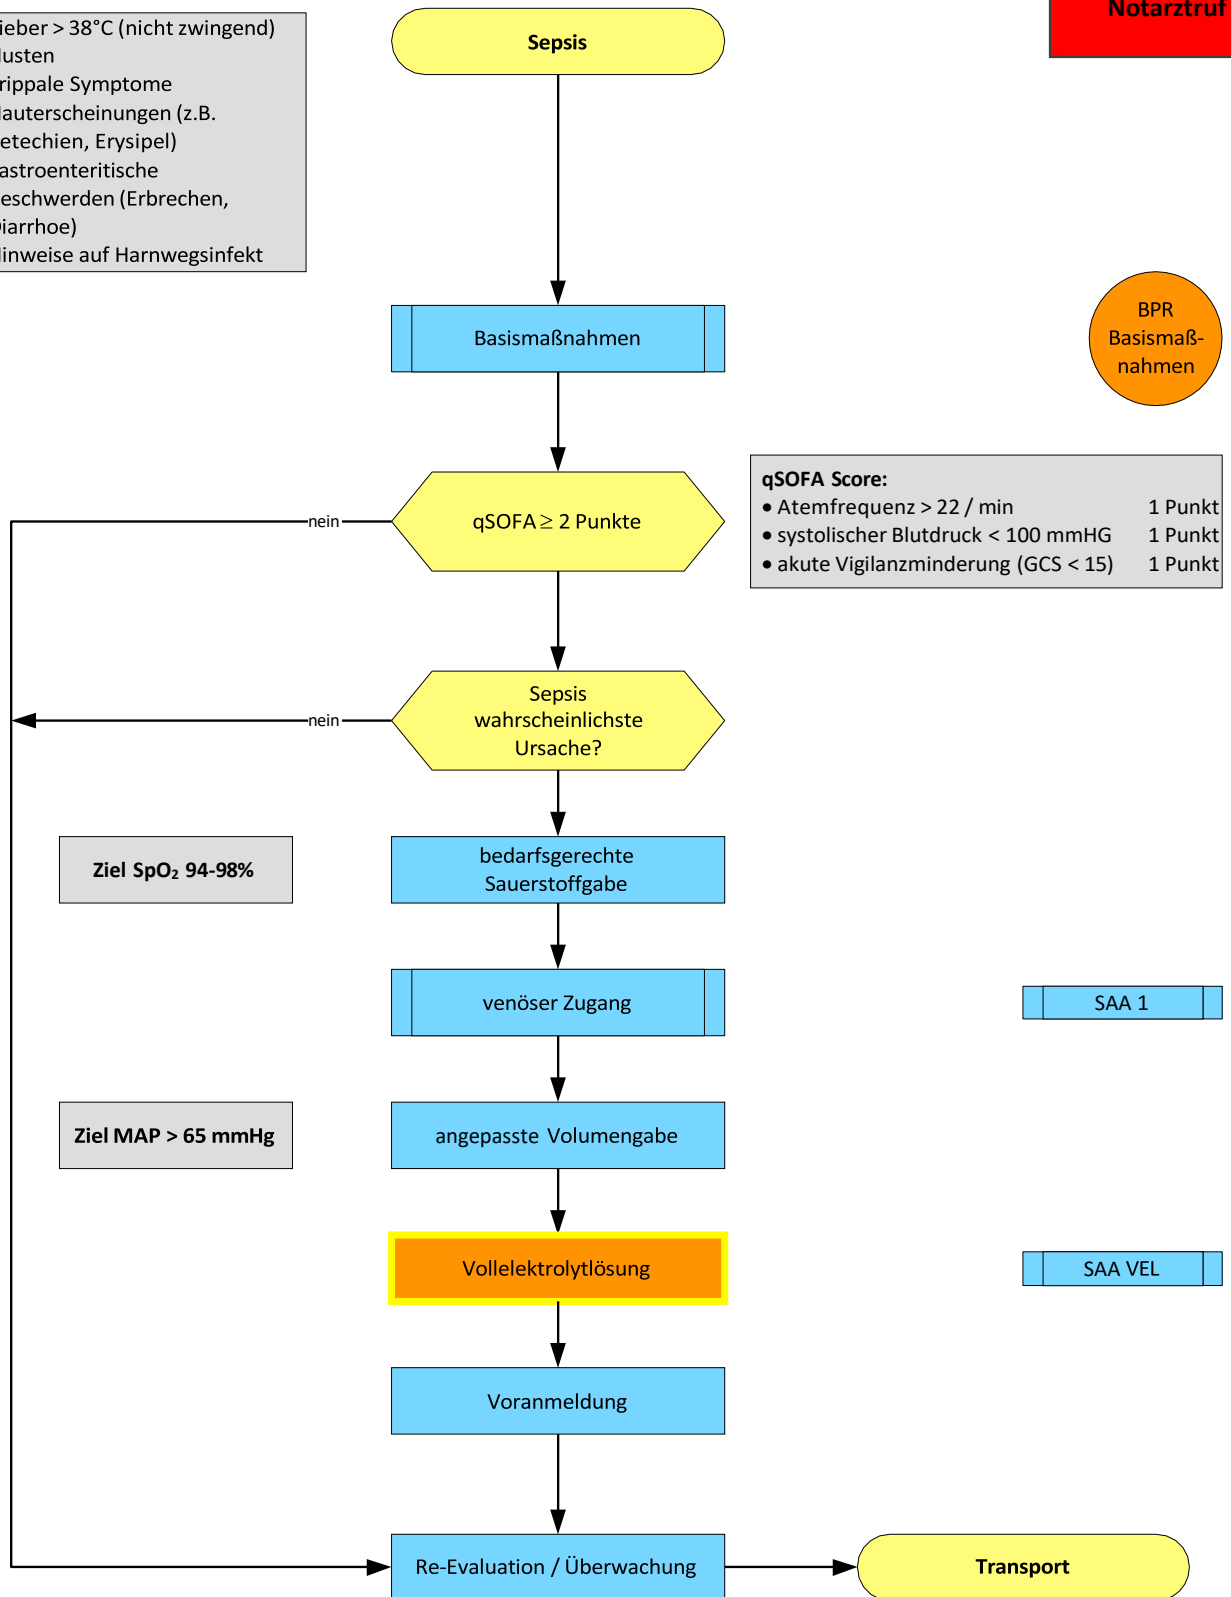 ieber > 38°C (nicht zwingend)
usten
rippale Symptome
auterscheinungen (z.B.
etechien, Erysipel)
astroenteritische
eschwerden (Erbrechen,
iarrhoe)
inweise auf Harnwegsinfekt
Sepsis
Notarztruf
Basismaßnahmen
BPR
Basismaß-
nahmen
qSOFA ≥ 2 Punkte
nein
qSOFA Score:
• Atemfrequenz > 22 / min 1 Punkt
• systolischer Blutdruck < 100 mmHG 1 Punkt
• akute Vigilanzminderung (GCS < 15) 1 Punkt
Sepsis
wahrscheinlichste
Ursache?
nein
Ziel SpO₂ 94-98%
bedarfsgerechte
Sauerstoffgabe
venöser Zugang
SAA 1
Ziel MAP > 65 mmHg
angepasste Volumengabe
Vollelektrolytlösung
SAA VEL
Voranmeldung
Re-Evaluation / Überwachung
Transport